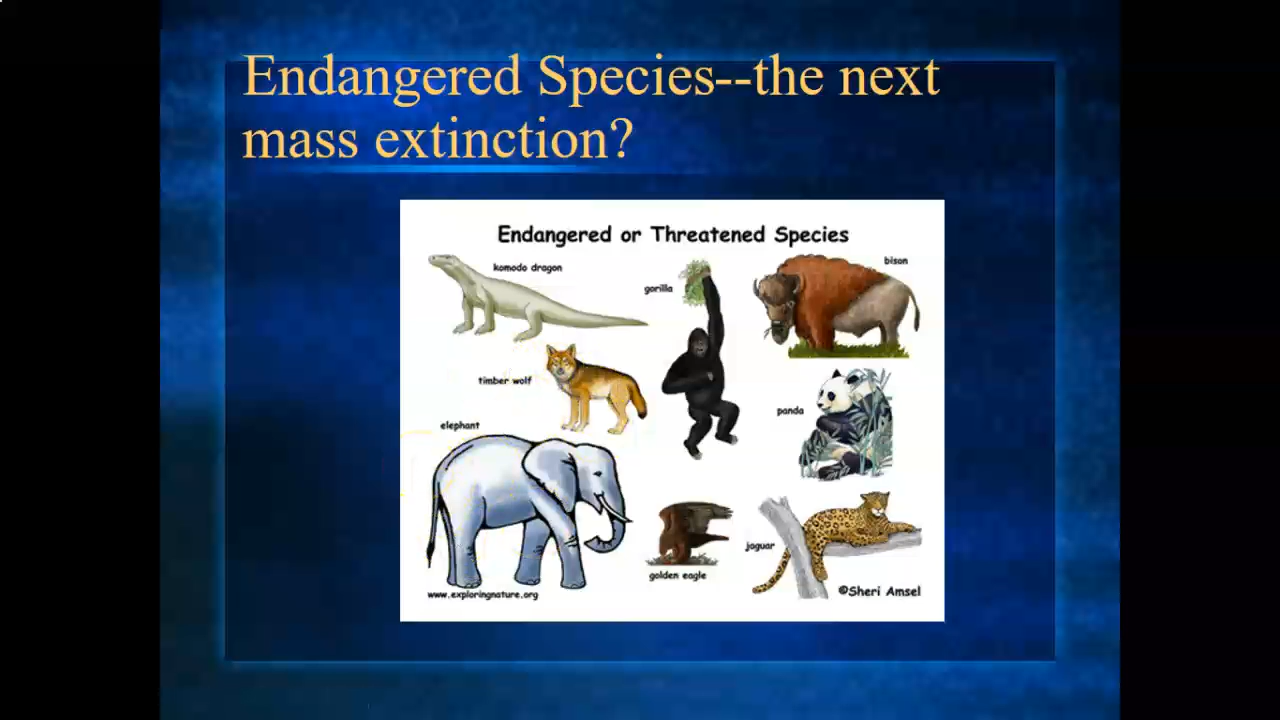 Endangered Species--the next
mass extinction?
Endangered or Threatened Species
komodo dragon
gorilla
bison
timber wolf
panda
elephant
golden eagle
jaguar
www.exploringnature.org
©Sheri Amsel